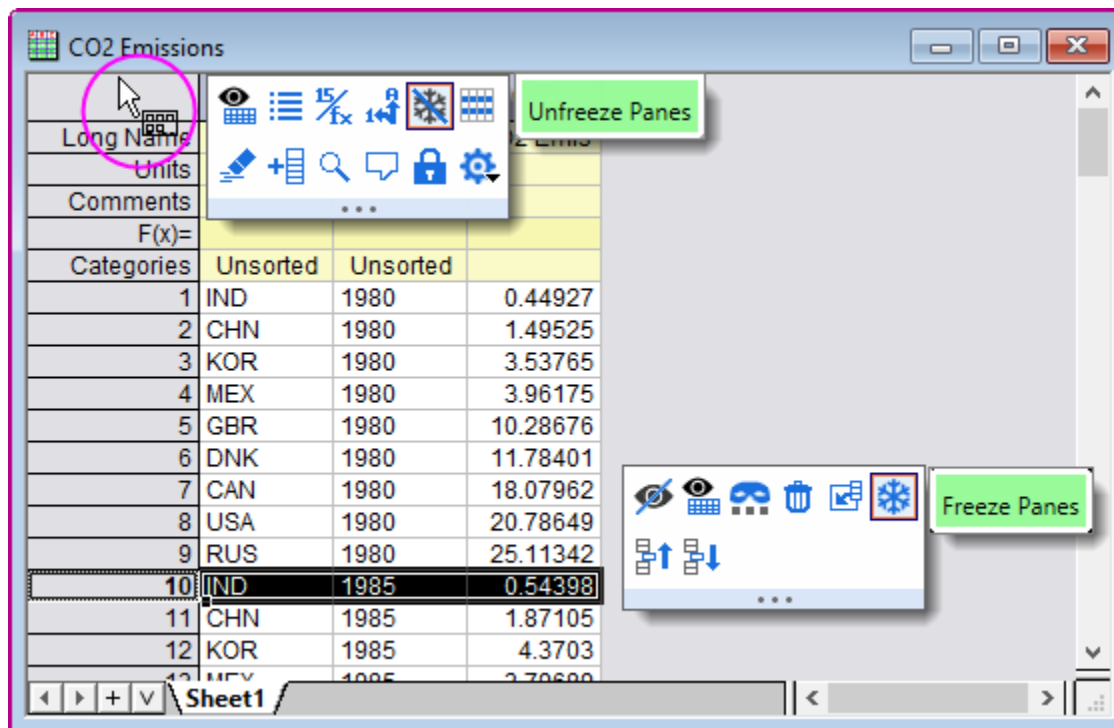 CO2 Emissions
Unfreeze Panes
Long Name
Units
Comments
F(x)=
Categories Unsorted Unsorted
1 IND 1980 0.44927
2 CHN 1980 1.49525
3 KOR 1980 3.53765
4 MEX 1980 3.96175
5 GBR 1980 10.28676
6 DNK 1980 11.78401
7 CAN 1980 18.07962
8 USA 1980 20.78649
Freeze Panes
9 RUS 1980 25.11342
10 IND 1985 0.54398
11 CHN 1985 1.87105
12 KOR 1985 4.3703
Sheet1